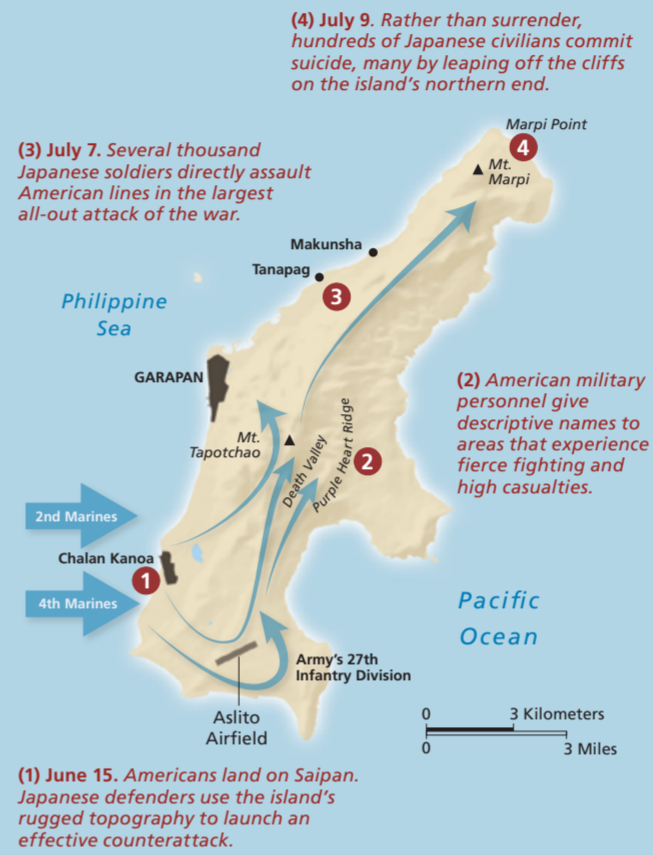 (4) July 9. Rather than surrender,
hundreds of Japanese civilians commit
suicide, many by leaping off the cliffs
on the island's northern end.
Marpi Point
4
Mt.
Marpi
(3) July 7. Several thousand
Japanese soldiers directly assault
American lines in the largest
all-out attack of the war.
Makunsha
Tanapag
3
Philippine
Sea
GARAPAN
(2) American military
personnel give
descriptive names to
areas that experience
fierce fighting and
high casualties.
Mt.
Tapotchao
Death Valley
Purple Heart Ridge
2
2nd Marines
Chalan Kanoa
1
4th Marines
Pacific
Ocean
Army's 27th
Infantry Division
Aslito
Airfield
0 3 Kilometers
0 3 Miles
(1) June 15. Americans land on Saipan.
Japanese defenders use the island's
rugged topography to launch an
effective counterattack.